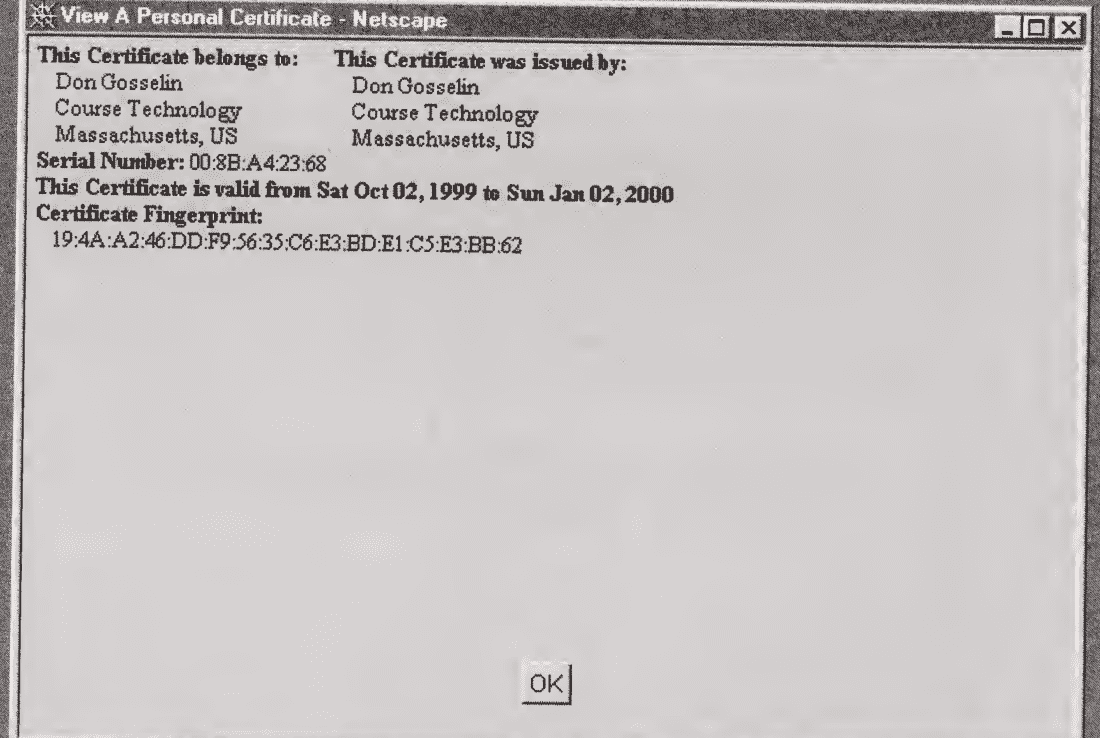 View A Personal Certificate - Netscape
This Certificate belongs to: This Certificate was issued by:
Don Gosselin Don Gosselin
Course Technology Course Technology
Massachusetts, US Massachusetts, US
Serial Number: 00:8B:A4:23:68
This Certificate is valid from Sat Oct 02, 1999 to Sun Jan 02, 2000
Certificate Fingerprint:
19:4A:A2:46:DD:F9:56:35:C6:E3:BD:E1:C5:E3:BB:62
OK